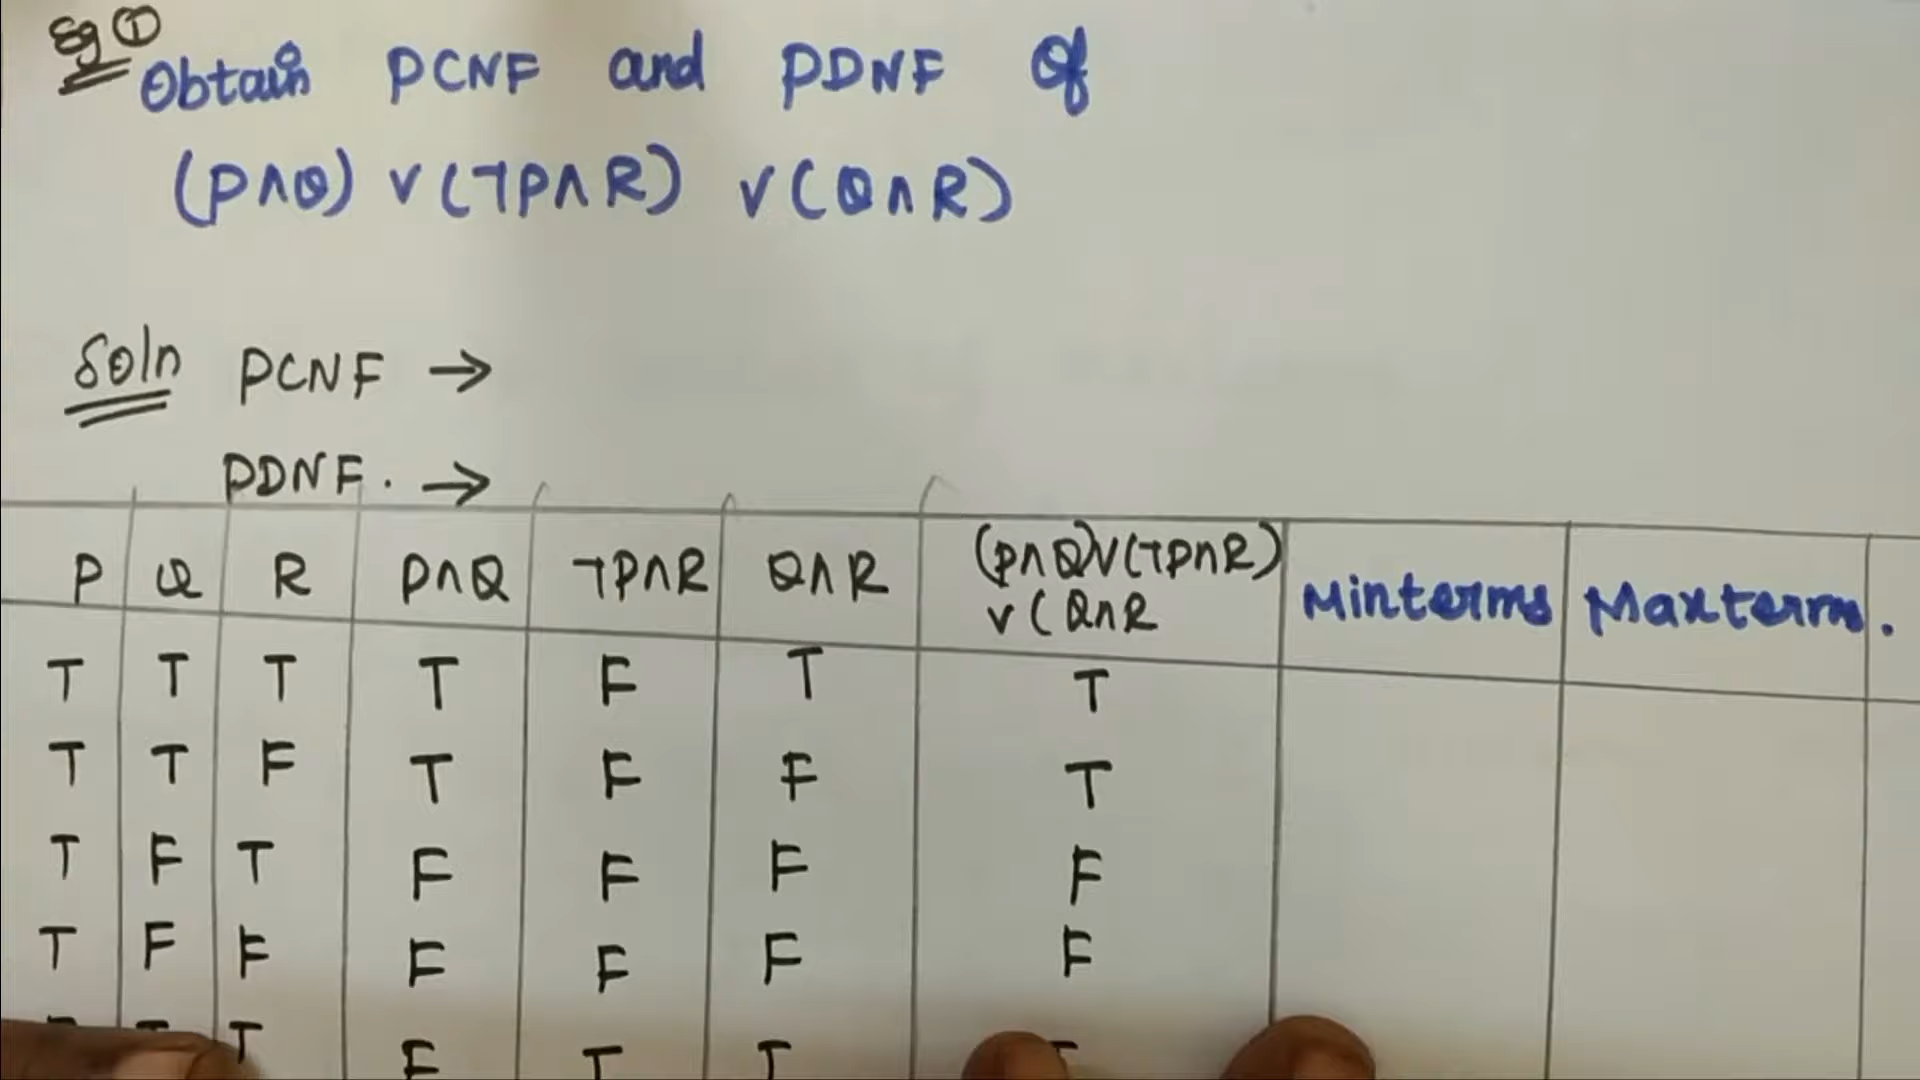 Eg ①
Obtain PCNF and PDNF Of
(P∧Q) ∨ (¬P∧R) ∨ (Q∧R)
Soln PCNF →
PDNF. →
P Q R P∧Q ¬P∧R Q∧R (P∧Q)∨(¬P∧R) ∨(Q∧R Minterms Maxterm.
T T T T F T T
T T F T F F T
T F T F F F F
T F F F F F F
T F T T